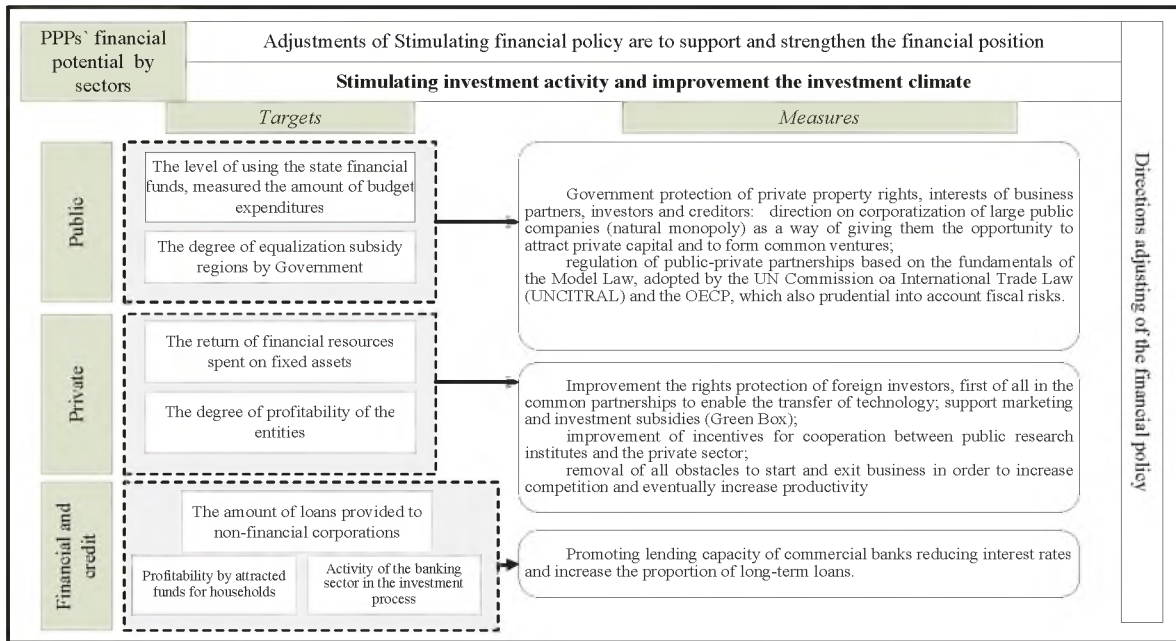 PPPs` financial
potential by
sectors
Adjustments of Stimulating financial policy are to support and strengthen the financial position
Stimulating investment activity and improvement the investment climate
Targets
Measures
Public
The level of using the state financial
funds, measured the amount of budget
expenditures
The degree of equalization subsidy
regions by Government
Government protection of private property rights, interests of business
partners, investors and creditors: direction on corporatization of large public
companies (natural monopoly) as a way of giving them the opportunity to
attract private capital and to form common ventures;
regulation of public-private partnerships based on the fundamentals of
the Model Law, adopted by the UN Commission oa International Trade Law
(UNCITRAL) and the OECP, which also prudential into account fiscal risks.
Private
The return of financial resources
spent on fixed assets
The degree of profitability of the
entities
Improvement the rights protection of foreign investors, first of all in the
common partnerships to enable the transfer of technology; support marketing
and investment subsidies (Green Box);
improvement of incentives for cooperation between public research
institutes and the private sector;
removal of all obstacles to start and exit business in order to increase
competition and eventually increase productivity
Financial and
credit
The amount of loans provided to
non-financial corporations
Profitability by attracted
funds for households
Activity of the banking
sector in the investment
process
Promoting lending capacity of commercial banks reducing interest rates
and increase the proportion of long-term loans.
Directions adjusting of the financial policy